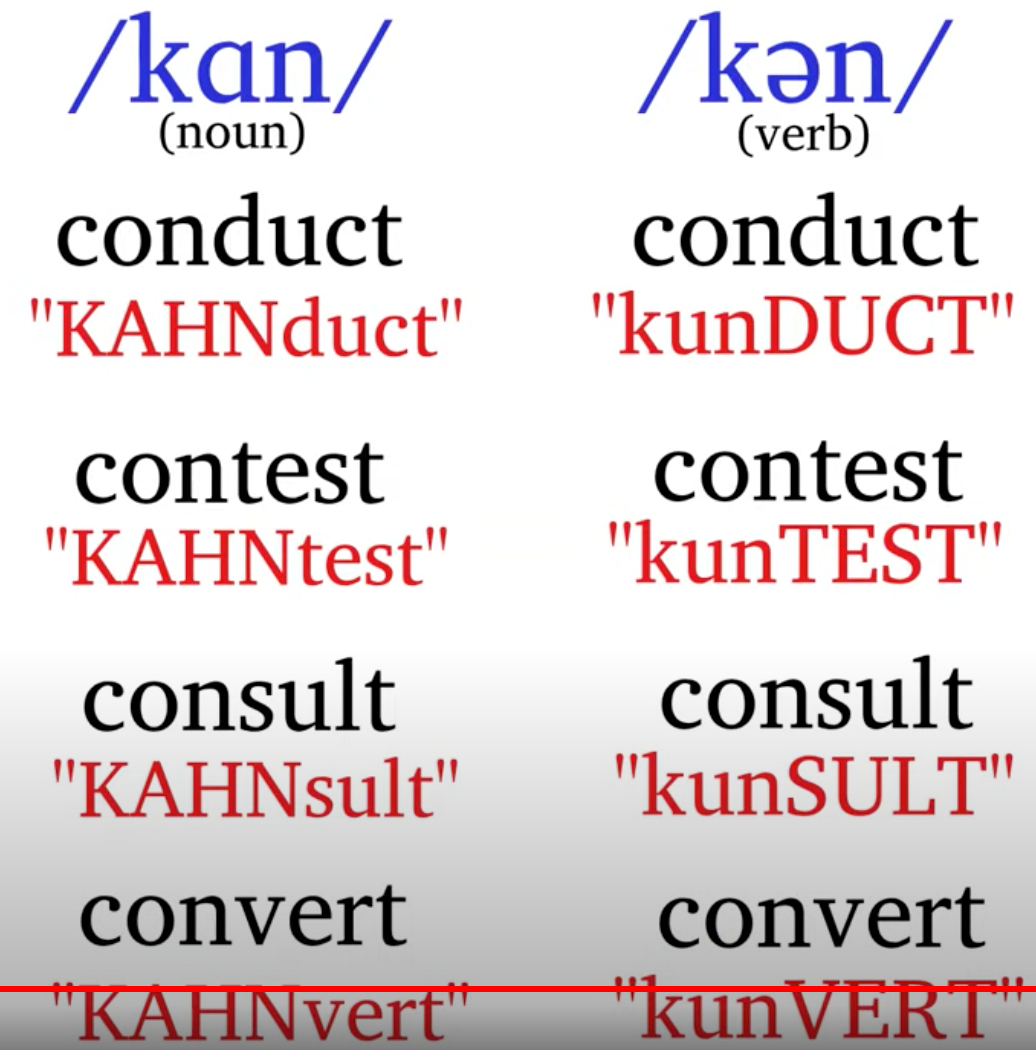 /kɑn/ /kən/
(noun) (verb)
conduct conduct
"KAHNduct" "kunDUCT"
contest contest
"KAHNtest" "kunTEST"
consult consult
"KAHNsult" "kunSULT"
convert convert
"KAHNvert" "kunVERT"